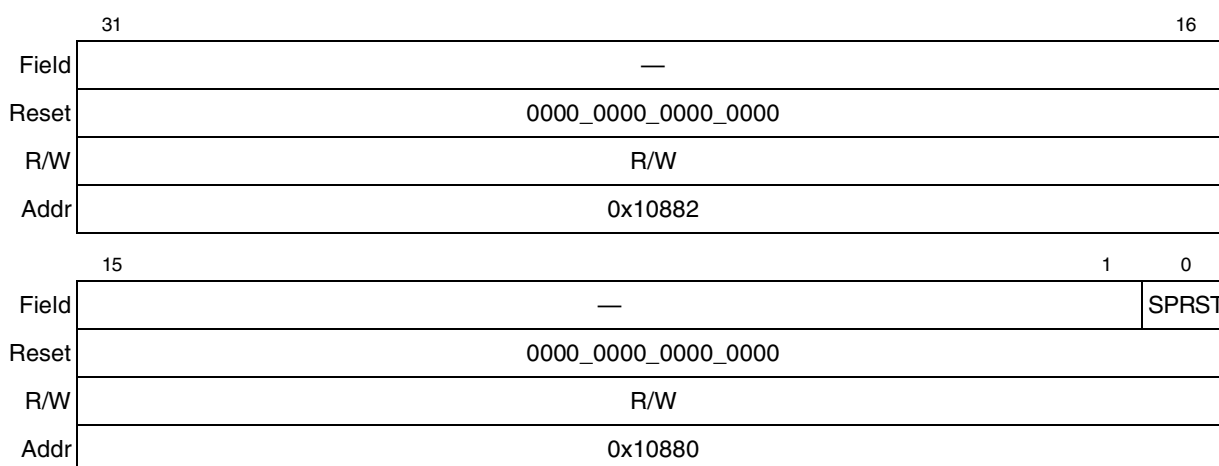 31 16
Field —
Reset 0000_0000_0000_0000
R/W R/W
Addr 0x10882
15 1 0
Field — SPRST
Reset 0000_0000_0000_0000
R/W R/W
Addr 0x10880